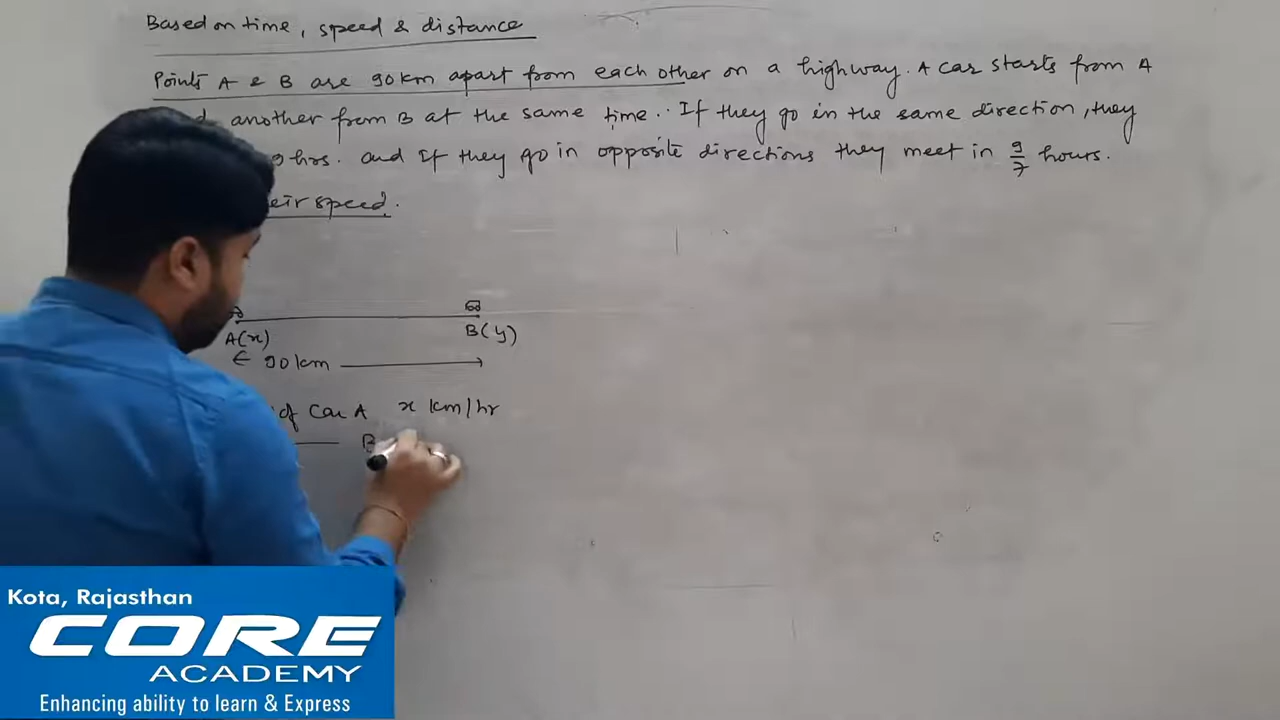 Based on time, speed & distance
Points A & B are 90 km apart from each other on a highway. A car starts from A
another from B at the same time. If they go in the same direction, they
9 hrs. and If they go in opposite directions they meet in 9/7 hours.
speed.
A(x) B(y)
← 90 km →
of Car A x km/hr
B
Kota, Rajasthan
CORE
ACADEMY
Enhancing ability to learn & Express